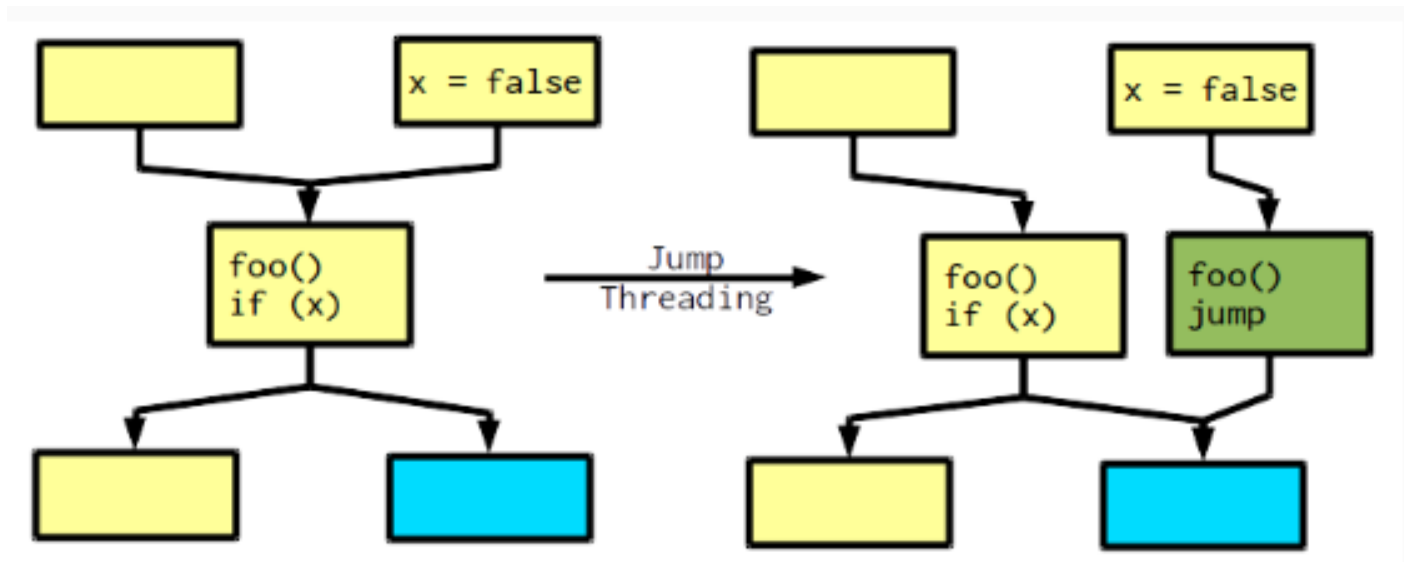 x = false
x = false
foo()
if (x)
Jump
Threading
foo()
if (x)
foo()
jump